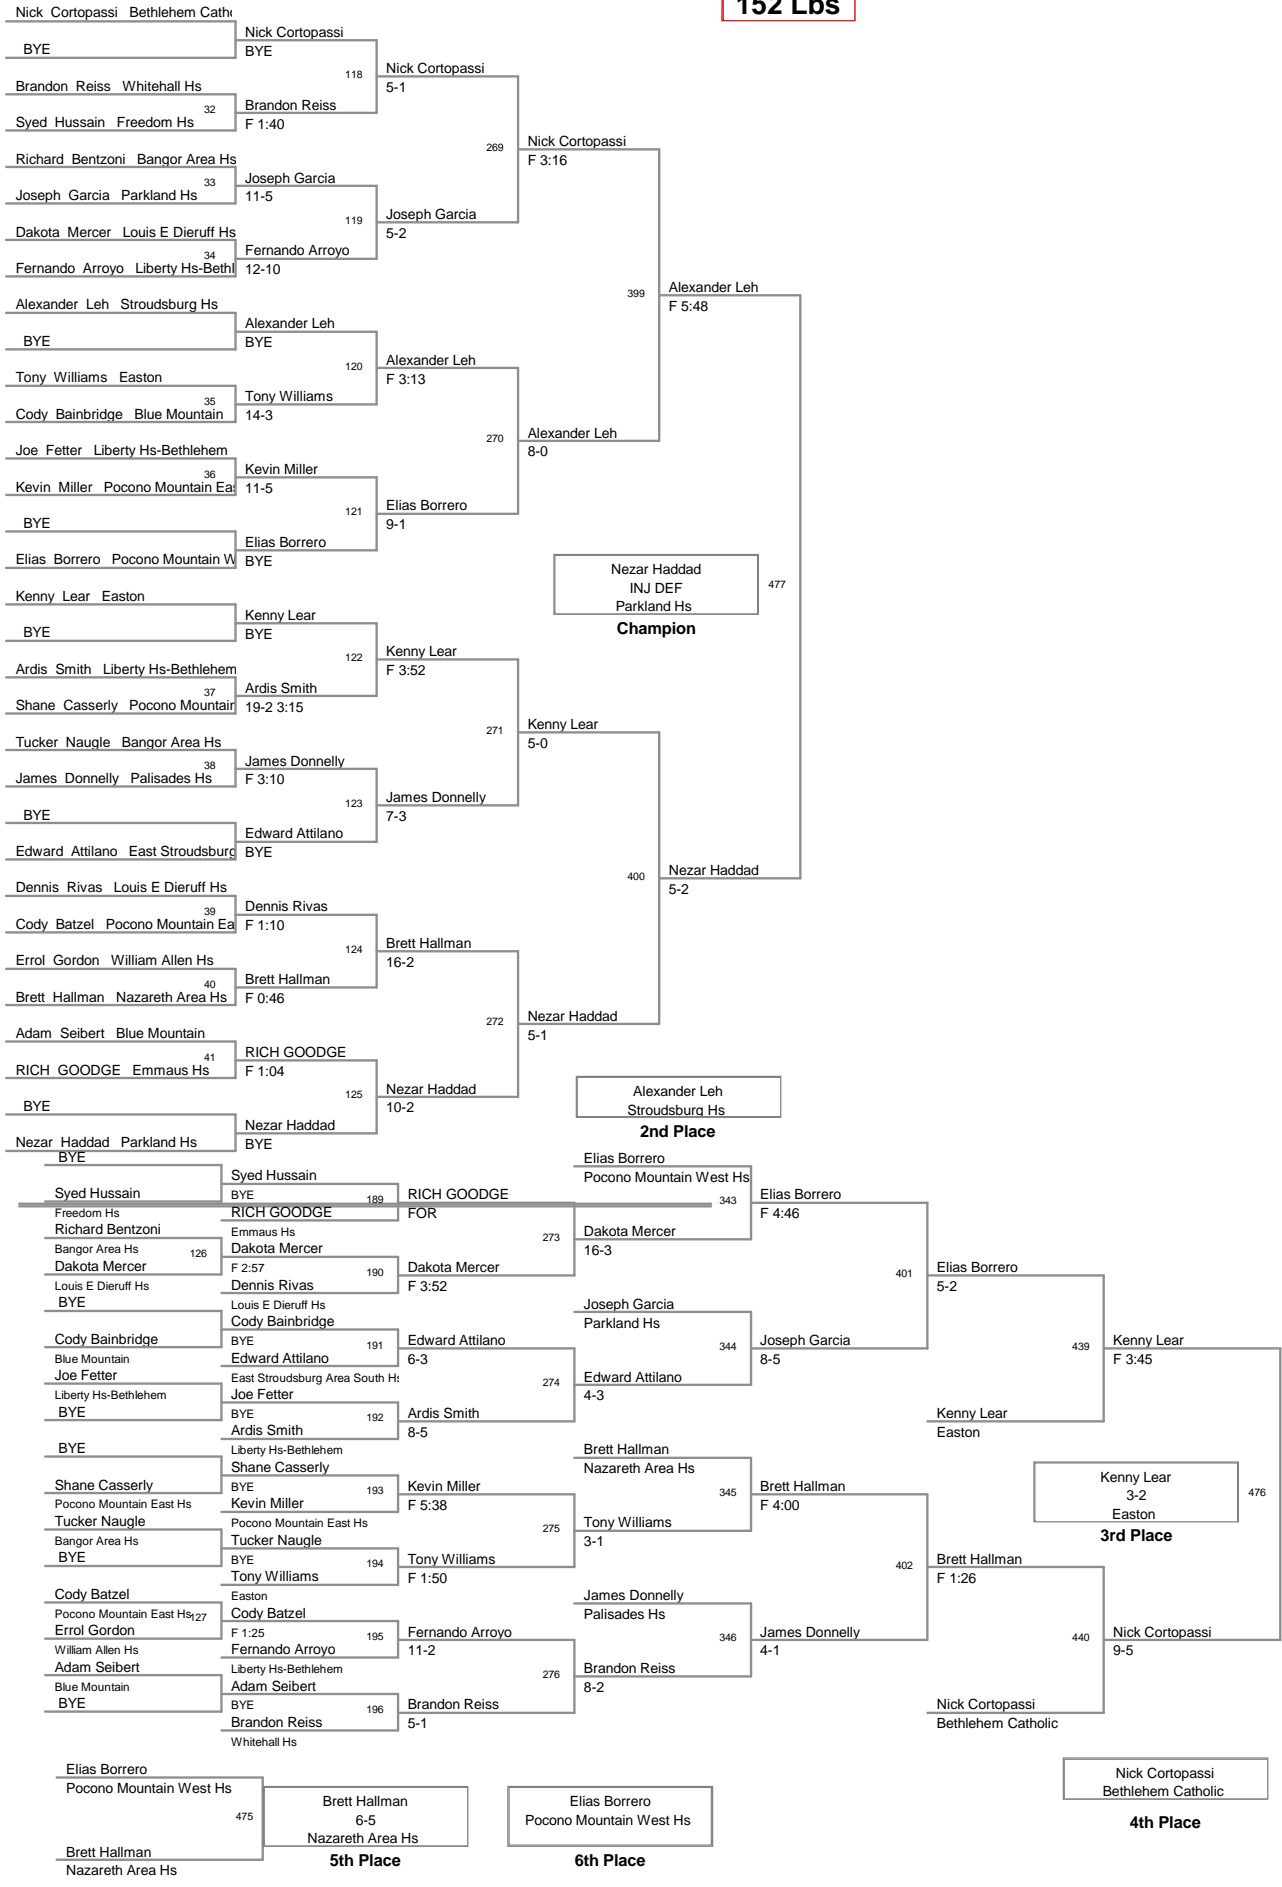 152 Lbs
Nick Cortopassi Bethlehem Cath
BYE
Nick Cortopassi
BYE
118
Nick Cortopassi
5-1
Brandon Reiss Whitehall Hs
32
Syed Hussain Freedom Hs
Brandon Reiss
F 1:40
269
Nick Cortopassi
F 3:16
Richard Bentzoni Bangor Area Hs
33
Joseph Garcia Parkland Hs
Joseph Garcia
11-5
119
Joseph Garcia
5-2
Dakota Mercer Louis E Dieruff Hs
34
Fernando Arroyo Liberty Hs-Bethl
Fernando Arroyo
12-10
399
Alexander Leh
F 5:48
Alexander Leh Stroudsburg Hs
BYE
Alexander Leh
BYE
120
Alexander Leh
F 3:13
Tony Williams Easton
35
Cody Bainbridge Blue Mountain
Tony Williams
14-3
270
Alexander Leh
8-0
Joe Fetter Liberty Hs-Bethlehem
36
Kevin Miller Pocono Mountain Eas
Kevin Miller
11-5
121
Elias Borrero
9-1
BYE
Elias Borrero Pocono Mountain W
Elias Borrero
BYE
Nezar Haddad
INJ DEF
Parkland Hs
477
Champion
Kenny Lear Easton
BYE
Kenny Lear
BYE
122
Kenny Lear
F 3:52
Ardis Smith Liberty Hs-Bethlehem
37
Shane Casserly Pocono Mountain
Ardis Smith
19-2 3:15
271
Kenny Lear
5-0
Tucker Naugle Bangor Area Hs
38
James Donnelly Palisades Hs
James Donnelly
F 3:10
123
James Donnelly
7-3
BYE
Edward Attilano East Stroudsburg
Edward Attilano
BYE
400
Nezar Haddad
5-2
Dennis Rivas Louis E Dieruff Hs
39
Cody Batzel Pocono Mountain Ea
Dennis Rivas
F 1:10
124
Brett Hallman
16-2
Errol Gordon William Allen Hs
40
Brett Hallman Nazareth Area Hs
Brett Hallman
F 0:46
272
Nezar Haddad
5-1
Adam Seibert Blue Mountain
41
RICH GOODGE Emmaus Hs
RICH GOODGE
F 1:04
125
Nezar Haddad
10-2
BYE
Nezar Haddad Parkland Hs
Nezar Haddad
BYE
Alexander Leh
Stroudsburg Hs
2nd Place
BYE
Syed Hussain
Freedom Hs
Syed Hussain
BYE
189
RICH GOODGE
Emmaus Hs
RICH GOODGE
FOR
Richard Bentzoni
Bangor Area Hs
126
Dakota Mercer
Louis E Dieruff Hs
Dakota Mercer
F 2:57
190
Dennis Rivas
Louis E Dieruff Hs
Dakota Mercer
F 3:52
273
Dakota Mercer
16-3
Elias Borrero
Pocono Mountain West Hs
343
Elias Borrero
F 4:46
BYE
Cody Bainbridge
Blue Mountain
Cody Bainbridge
BYE
191
Edward Attilano
East Stroudsburg Area South Hs
Edward Attilano
6-3
Joe Fetter
Liberty Hs-Bethlehem
BYE
Joe Fetter
BYE
192
Ardis Smith
Liberty Hs-Bethlehem
Ardis Smith
8-5
274
Edward Attilano
4-3
Joseph Garcia
Parkland Hs
344
Joseph Garcia
8-5
401
Elias Borrero
5-2
439
Kenny Lear
F 3:45
Kenny Lear
Easton
BYE
Shane Casserly
Pocono Mountain East Hs
Shane Casserly
BYE
193
Kevin Miller
Pocono Mountain East Hs
Kevin Miller
F 5:38
Tucker Naugle
Bangor Area Hs
BYE
Tucker Naugle
BYE
194
Tony Williams
Easton
Tony Williams
F 1:50
275
Tony Williams
3-1
Brett Hallman
Nazareth Area Hs
345
Brett Hallman
F 4:00
Kenny Lear
3-2
Easton
476
3rd Place
Cody Batzel
Pocono Mountain East Hs
127
Errol Gordon
William Allen Hs
Cody Batzel
F 1:25
195
Fernando Arroyo
Liberty Hs-Bethlehem
Fernando Arroyo
11-2
Adam Seibert
Blue Mountain
BYE
Adam Seibert
BYE
196
Brandon Reiss
Whitehall Hs
Brandon Reiss
5-1
276
Brandon Reiss
8-2
James Donnelly
Palisades Hs
346
James Donnelly
4-1
402
Brett Hallman
F 1:26
440
Nick Cortopassi
9-5
Nick Cortopassi
Bethlehem Catholic
Elias Borrero
Pocono Mountain West Hs
475
Brett Hallman
Nazareth Area Hs
Brett Hallman
6-5
Nazareth Area Hs
5th Place
Elias Borrero
Pocono Mountain West Hs
6th Place
Nick Cortopassi
Bethlehem Catholic
4th Place